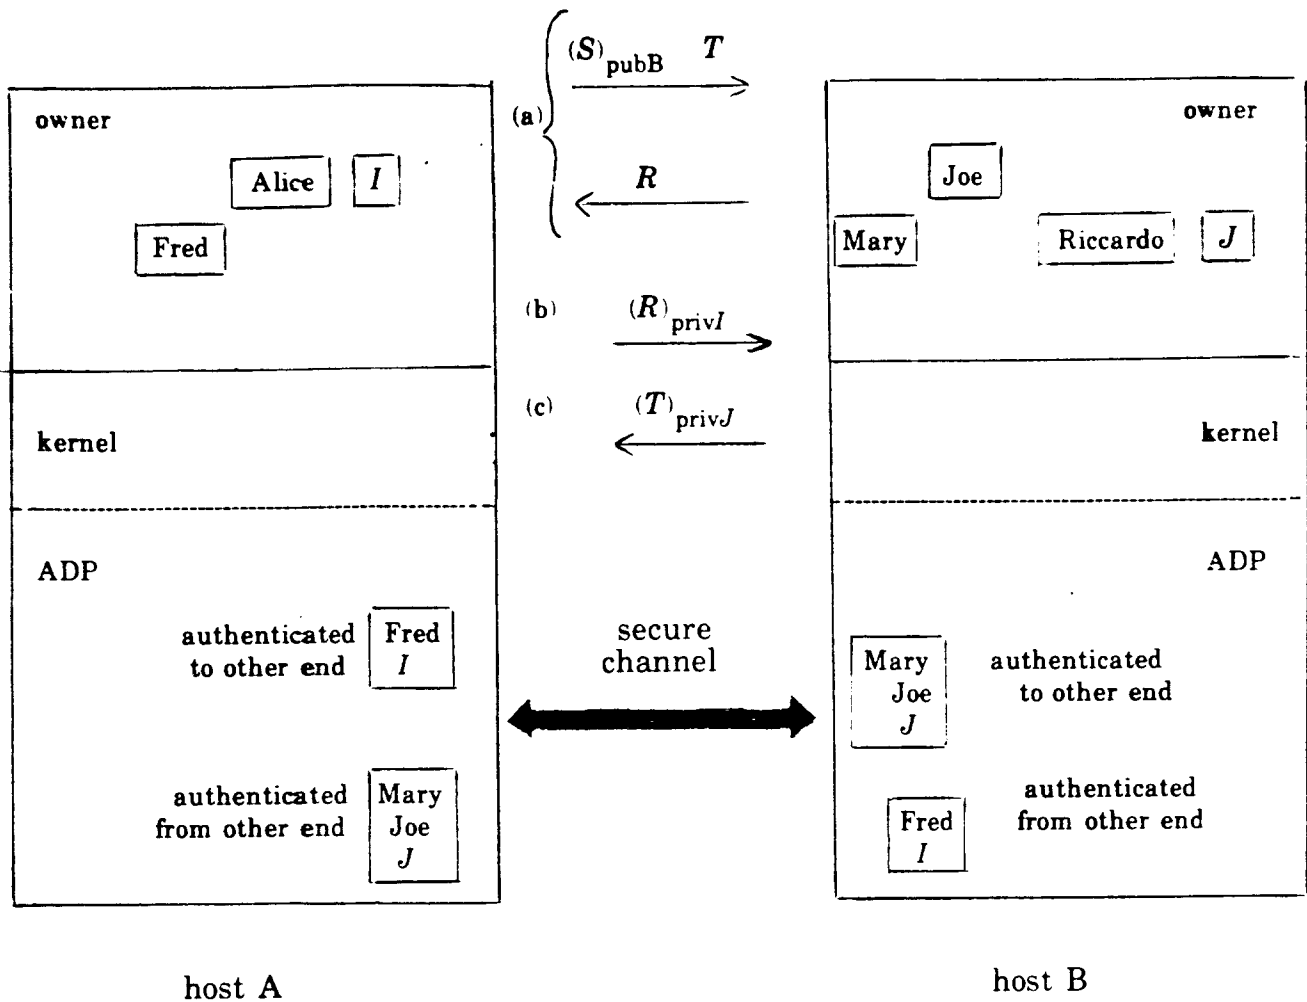 owner
Alice
I
Fred
kernel
ADP
authenticated
to other end
Fred
I
authenticated
from other end
Mary
Joe
J
host A
(a)
(S)pubB T
R
(b)
(R)privI
(c)
(T)privJ
secure
channel
owner
Joe
Mary
Riccardo
J
kernel
ADP
Mary
Joe
J
authenticated
to other end
Fred
I
authenticated
from other end
host B